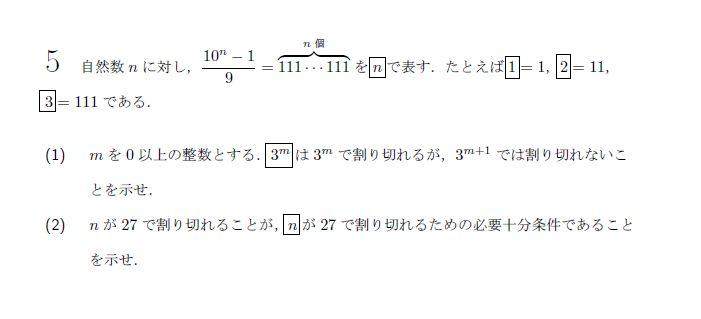 n 個
5 自然数 n に対し, \frac{10^n - 1}{9} = \overbrace{111 \cdots 111} を \boxed{n} で表す. たとえば \boxed{1} = 1, \boxed{2} = 11,
\boxed{3} = 111 である.
(1) m を 0 以上の整数とする. \boxed{3^m} は 3^m で割り切れるが, 3^{m+1} では割り切れないこ
とを示せ.
(2) n が 27 で割り切れることが, \boxed{n} が 27 で割り切れるための必要十分条件であること
を示せ.